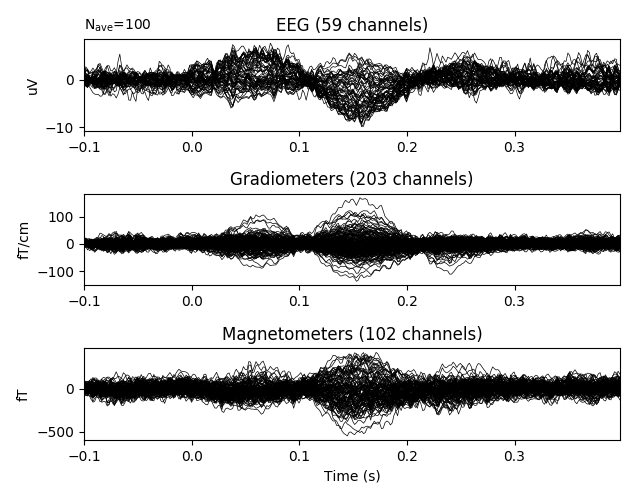 N_ave=100
EEG (59 channels)
uV
0
−10
−0.1 0.0 0.1 0.2 0.3
Gradiometers (203 channels)
fT/cm
100
0
−100
−0.1 0.0 0.1 0.2 0.3
Magnetometers (102 channels)
fT
0
−500
−0.1 0.0 0.1 0.2 0.3
Time (s)